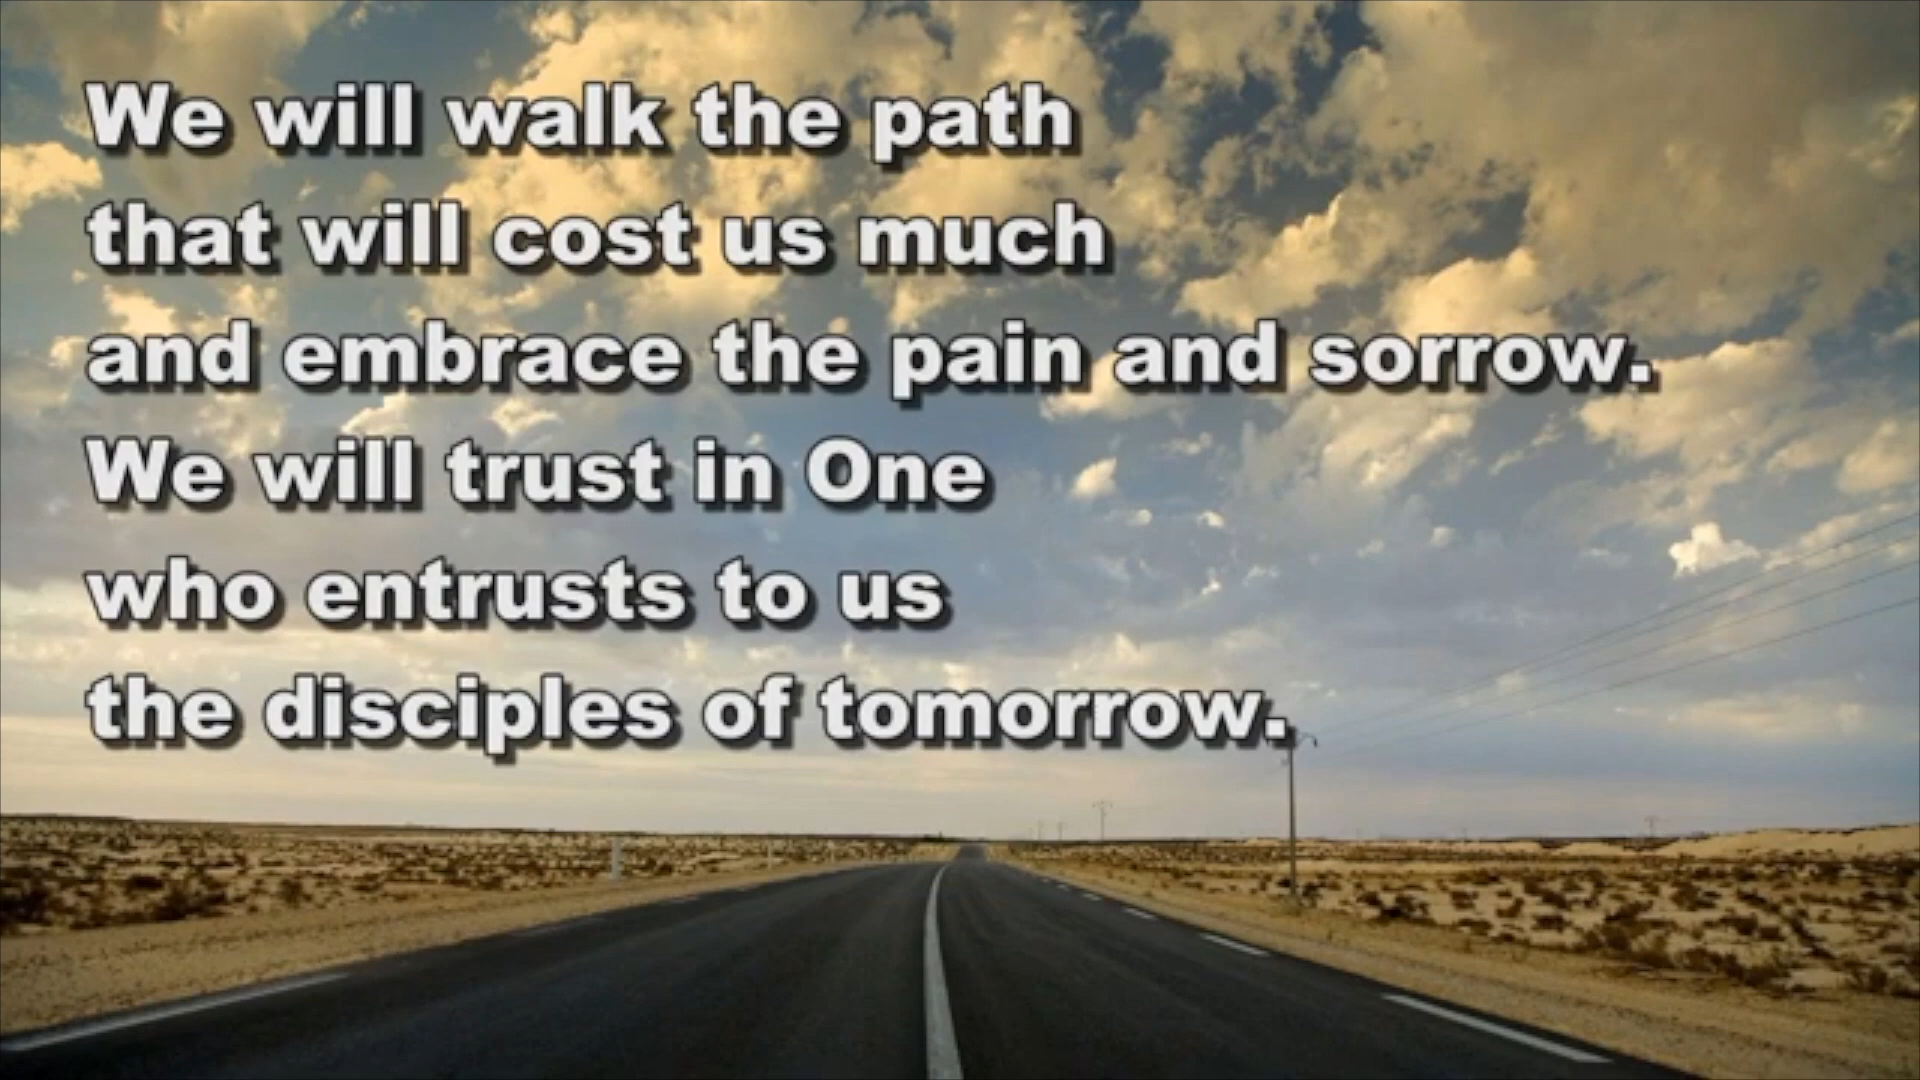 We will walk the path
that will cost us much
and embrace the pain and sorrow.
We will trust in One
who entrusts to us
the disciples of tomorrow.